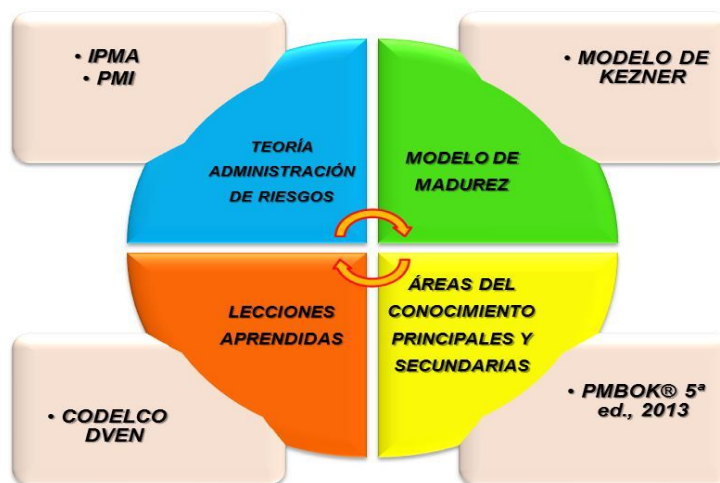 • IPMA
• PMI
• MODELO DE
KEZNER
TEORÍA
ADMINISTRACIÓN
DE RIESGOS
MODELO DE
MADUREZ
LECCIONES
APRENDIDAS
ÁREAS DEL
CONOCIMIENTO
PRINCIPALES Y
SECUNDARIAS
• CODELCO
DVEN
• PMBOK® 5ª
ed., 2013